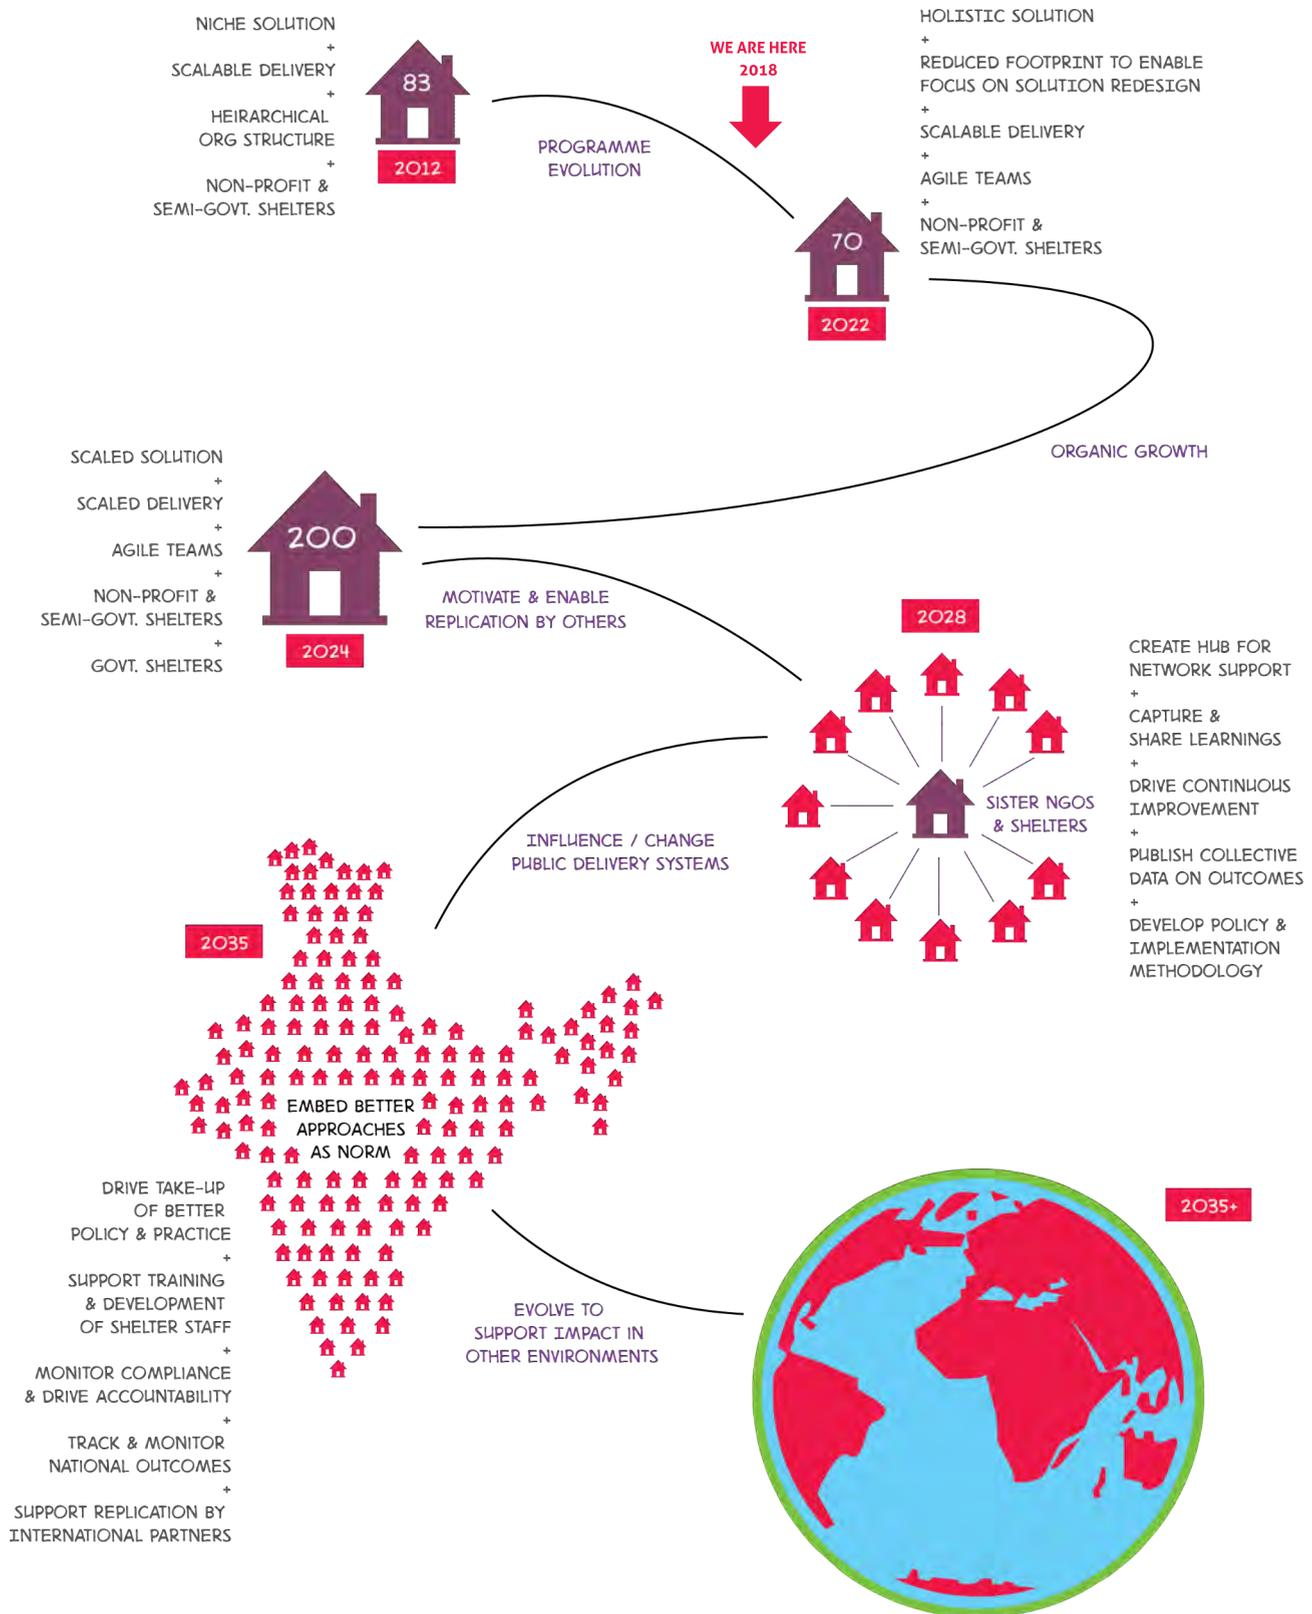 NICHE SOLUTION
+
SCALABLE DELIVERY
+
HEIRARCHICAL
ORG STRUCTURE
+
NON-PROFIT &
SEMI-GOVT. SHELTERS
83
2012
PROGRAMME
EVOLUTION
WE ARE HERE
2018
70
2022
HOLISTIC SOLUTION
+
REDUCED FOOTPRINT TO ENABLE
FOCUS ON SOLUTION REDESIGN
+
SCALABLE DELIVERY
+
AGILE TEAMS
+
NON-PROFIT &
SEMI-GOVT. SHELTERS
ORGANIC GROWTH
SCALED SOLUTION
+
SCALED DELIVERY
+
AGILE TEAMS
+
NON-PROFIT &
SEMI-GOVT. SHELTERS
+
GOVT. SHELTERS
200
2024
MOTIVATE & ENABLE
REPLICATION BY OTHERS
2028
SISTER NGOS
& SHELTERS
CREATE HUB FOR
NETWORK SUPPORT
+
CAPTURE &
SHARE LEARNINGS
+
DRIVE CONTINUOUS
IMPROVEMENT
+
PUBLISH COLLECTIVE
DATA ON OUTCOMES
+
DEVELOP POLICY &
IMPLEMENTATION
METHODOLOGY
INFLUENCE / CHANGE
PUBLIC DELIVERY SYSTEMS
2035
EMBED BETTER
APPROACHES
AS NORM
DRIVE TAKE-UP
OF BETTER
POLICY & PRACTICE
+
SUPPORT TRAINING
& DEVELOPMENT
OF SHELTER STAFF
+
MONITOR COMPLIANCE
& DRIVE ACCOUNTABILITY
+
TRACK & MONITOR
NATIONAL OUTCOMES
+
SUPPORT REPLICATION BY
INTERNATIONAL PARTNERS
EVOLVE TO
SUPPORT IMPACT IN
OTHER ENVIRONMENTS
2035+